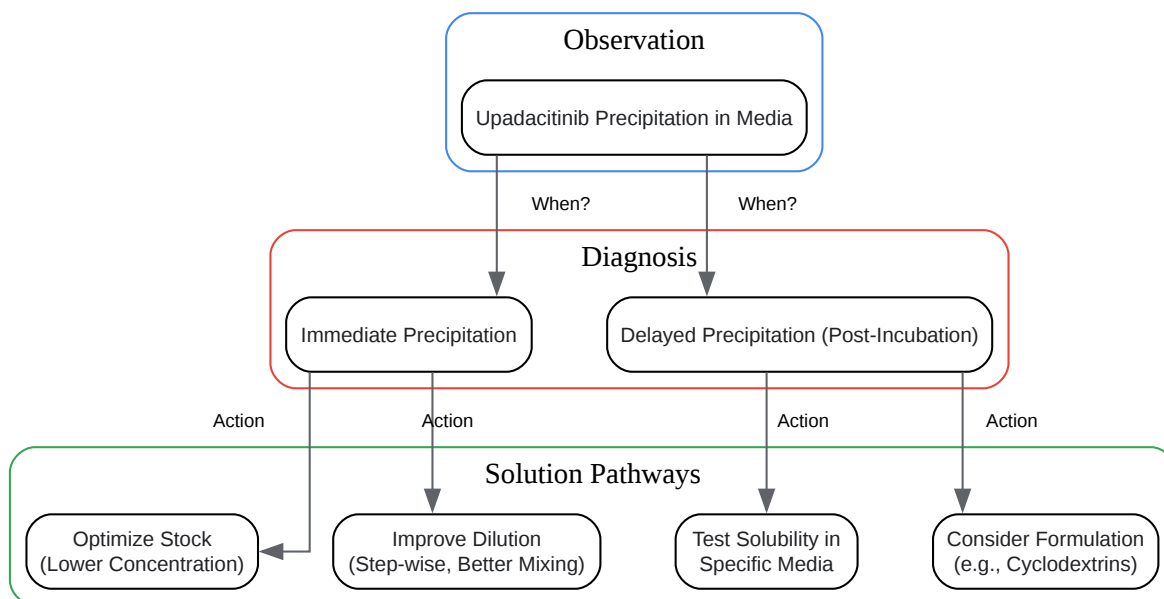 Observation
Upadacitinib Precipitation in Media
When?
When?
Diagnosis
Immediate Precipitation
Delayed Precipitation (Post-Incubation)
Action
Action
Action
Action
Solution Pathways
Optimize Stock
(Lower Concentration)
Improve Dilution
(Step-wise, Better Mixing)
Test Solubility in
Specific Media
Consider Formulation
(e.g., Cyclodextrins)